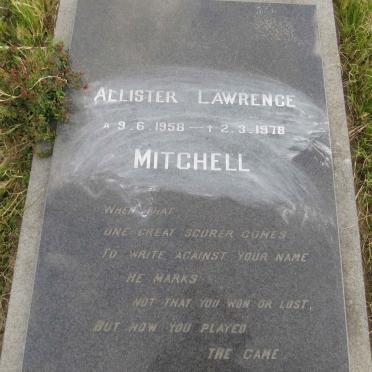 ALLISTER LAWRENCE
9.6.1958 — † 2.3.1978
MITCHELL
WHEN THAT
ONE GREAT SCORER COMES
TO WRITE AGAINST YOUR NAME
HE MARKS
NOT THAT YOU WON OR LOST,
BUT HOW YOU PLAYED
THE GAME.